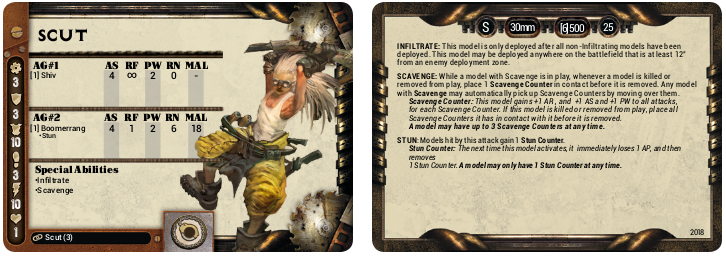 SCUT
AG#1 AS RF PW RN MAL
[1] Shiv 4 ∞ 2 0 -
AG#2 AS RF PW RN MAL
[1] Boomerrang 4 1 2 6 18
•Stun
Special Abilities
•Infiltrate
•Scavenge
3
3
10
3
10
1
Scut (3)
S 30mm 6|500 25
INFILTRATE: This model is only deployed after all non-Infiltrating models have been
deployed. This model may be deployed anywhere on the battlefield that is at least 12"
from an enemy deployment zone.
SCAVENGE: While a model with Scavenge is in play, whenever a model is killed or
removed from play, place 1 Scavenge Counter in contact with it before it is removed. Any model
with Scavenge may automatically pick up Scavenge Counters by moving over them.
Scavenge Counter: This model gains +1 AR , and +1 AS and +1 PW to all attacks,
for each Scavenge Counter. If this model is killed or removed from play, place all
Scavenge Counters it has in contact with it before it is removed.
A model may have up to 3 Scavenge Counters at any time.
STUN: Models hit by this attack gain 1 Stun Counter.
Stun Counter: The next time this model activates, it immediately loses 1 AP, and then
removes
1 Stun Counter. A model may only have 1 Stun Counter at any time.
2018